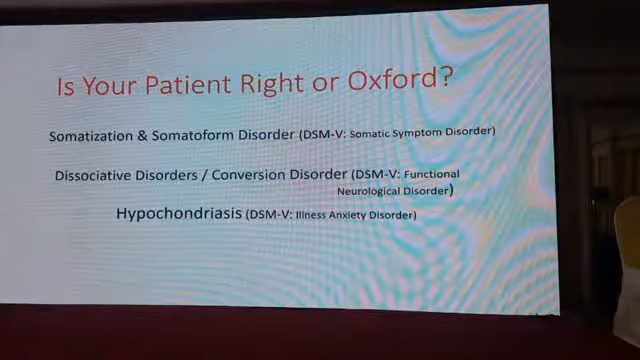 Is Your Patient Right or Oxford?
Somatization & Somatoform Disorder (DSM-V: Somatic Symptom Disorder)
Dissociative Disorders / Conversion Disorder (DSM-V: Functional
Neurological Disorder)
Hypochondriasis (DSM-V: Illness Anxiety Disorder)